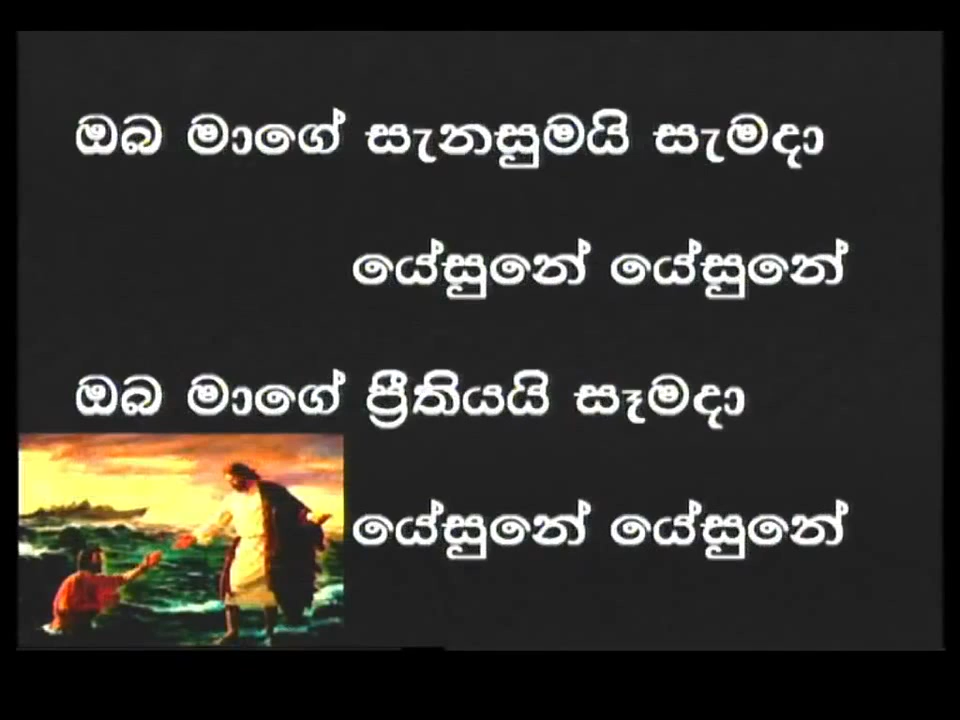 ඔබ මාගේ සැනසුමයි සැමදා
යේසුනේ යේසුනේ
ඔබ මාගේ ප්‍රීතියයි සෑමදා
යේසුනේ යේසුනේ